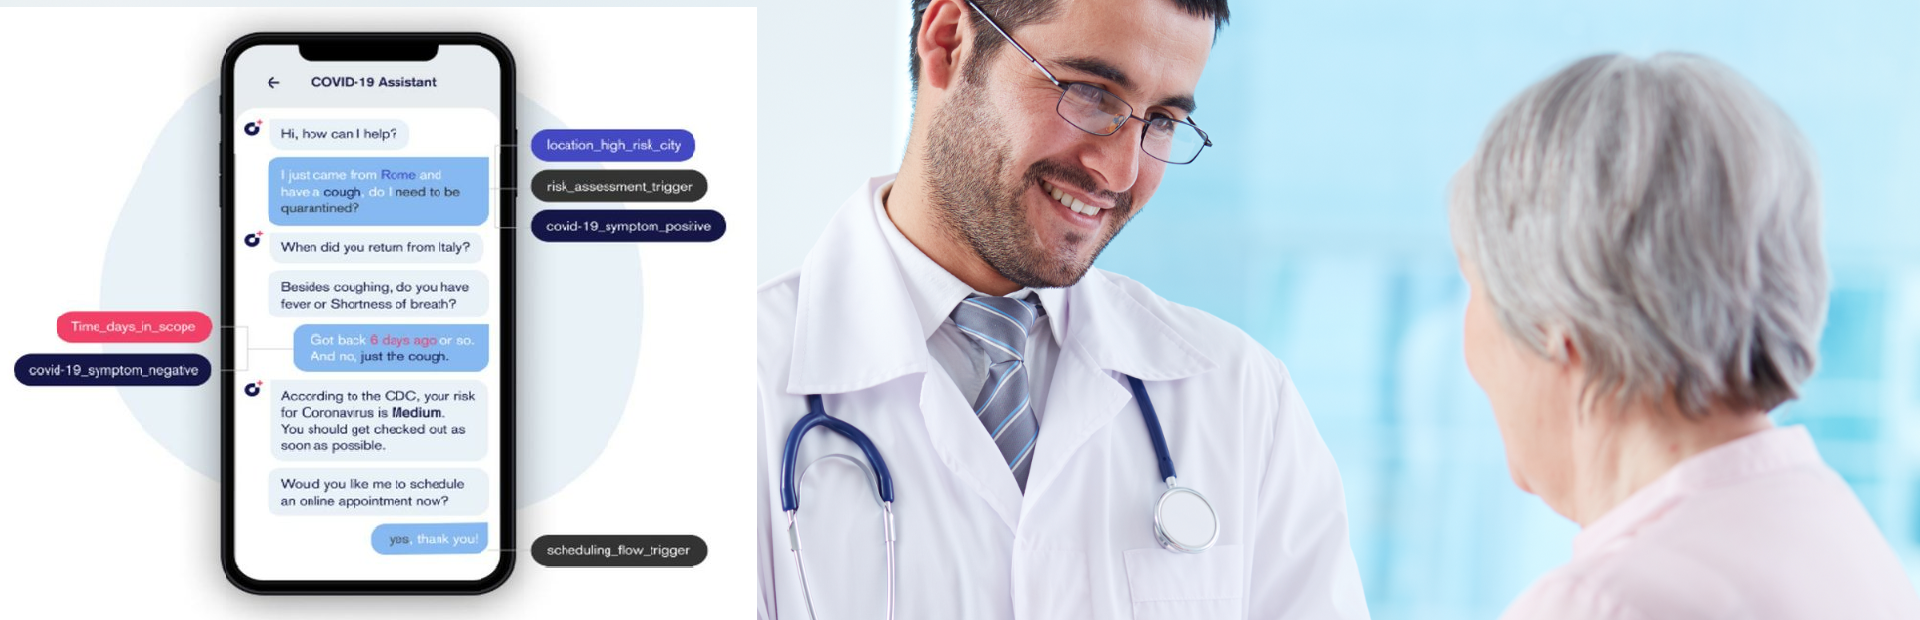 COVID-19 Assistant
Hi, how can I help?
I just came from Rome and
have a cough, do I need to be
quarantined?
location_high_risk_city
risk_assessment_trigger
covid-19_symptom_positive
When did you return from Italy?
Besides coughing, do you have
fever or Shortness of breath?
Time_days_in_scope
covid-19_symptom_negative
Got back 6 days ago or so.
And no, just the cough.
According to the CDC, your risk
for Coronavrus is Medium.
You should get checked out as
soon as possible.
Woud you like me to schedule
an online appointment now?
yes, thank you!
scheduling_flow_trigger